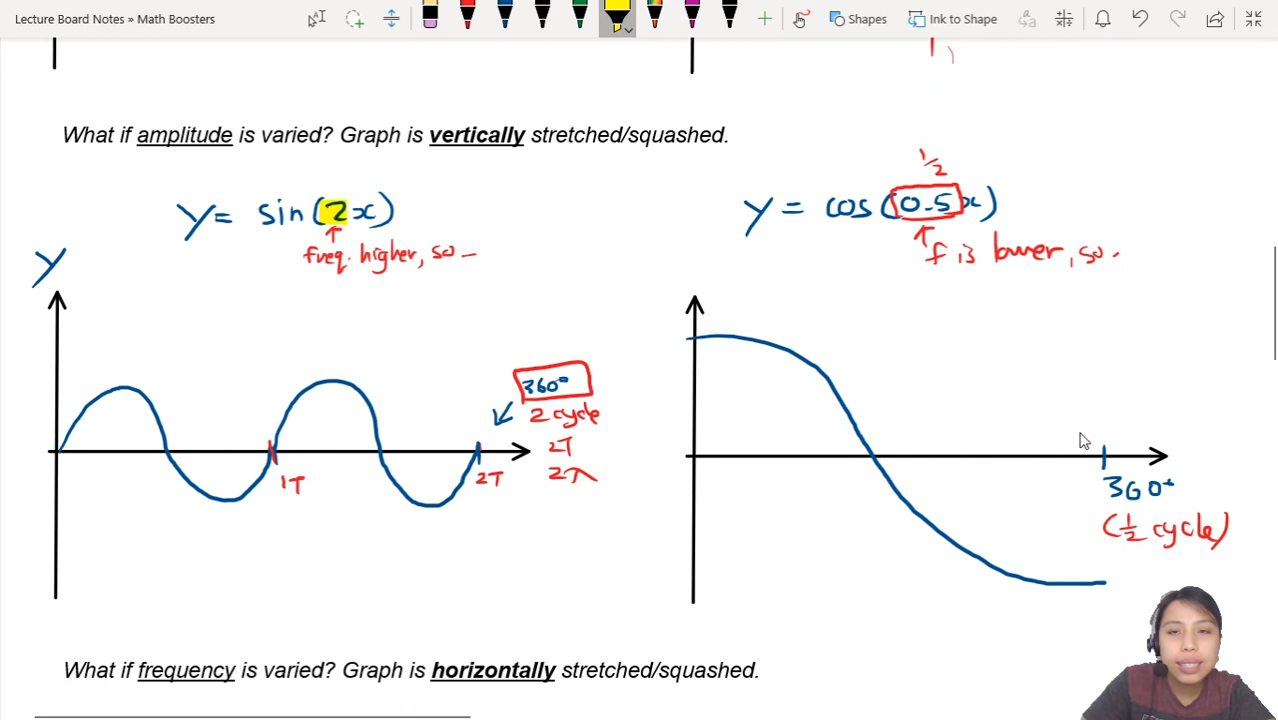 Lecture Board Notes » Math Boosters
Shapes
Ink to Shape
What if amplitude is varied? Graph is vertically stretched/squashed.
y = sin(2x)
freq. higher, so
y = cos(0.5x)
1/2
f is lower, so
Y
360°
2 cycle
2T
2λ
1T
2T
360°
(1/2 cycle)
What if frequency is varied? Graph is horizontally stretched/squashed.